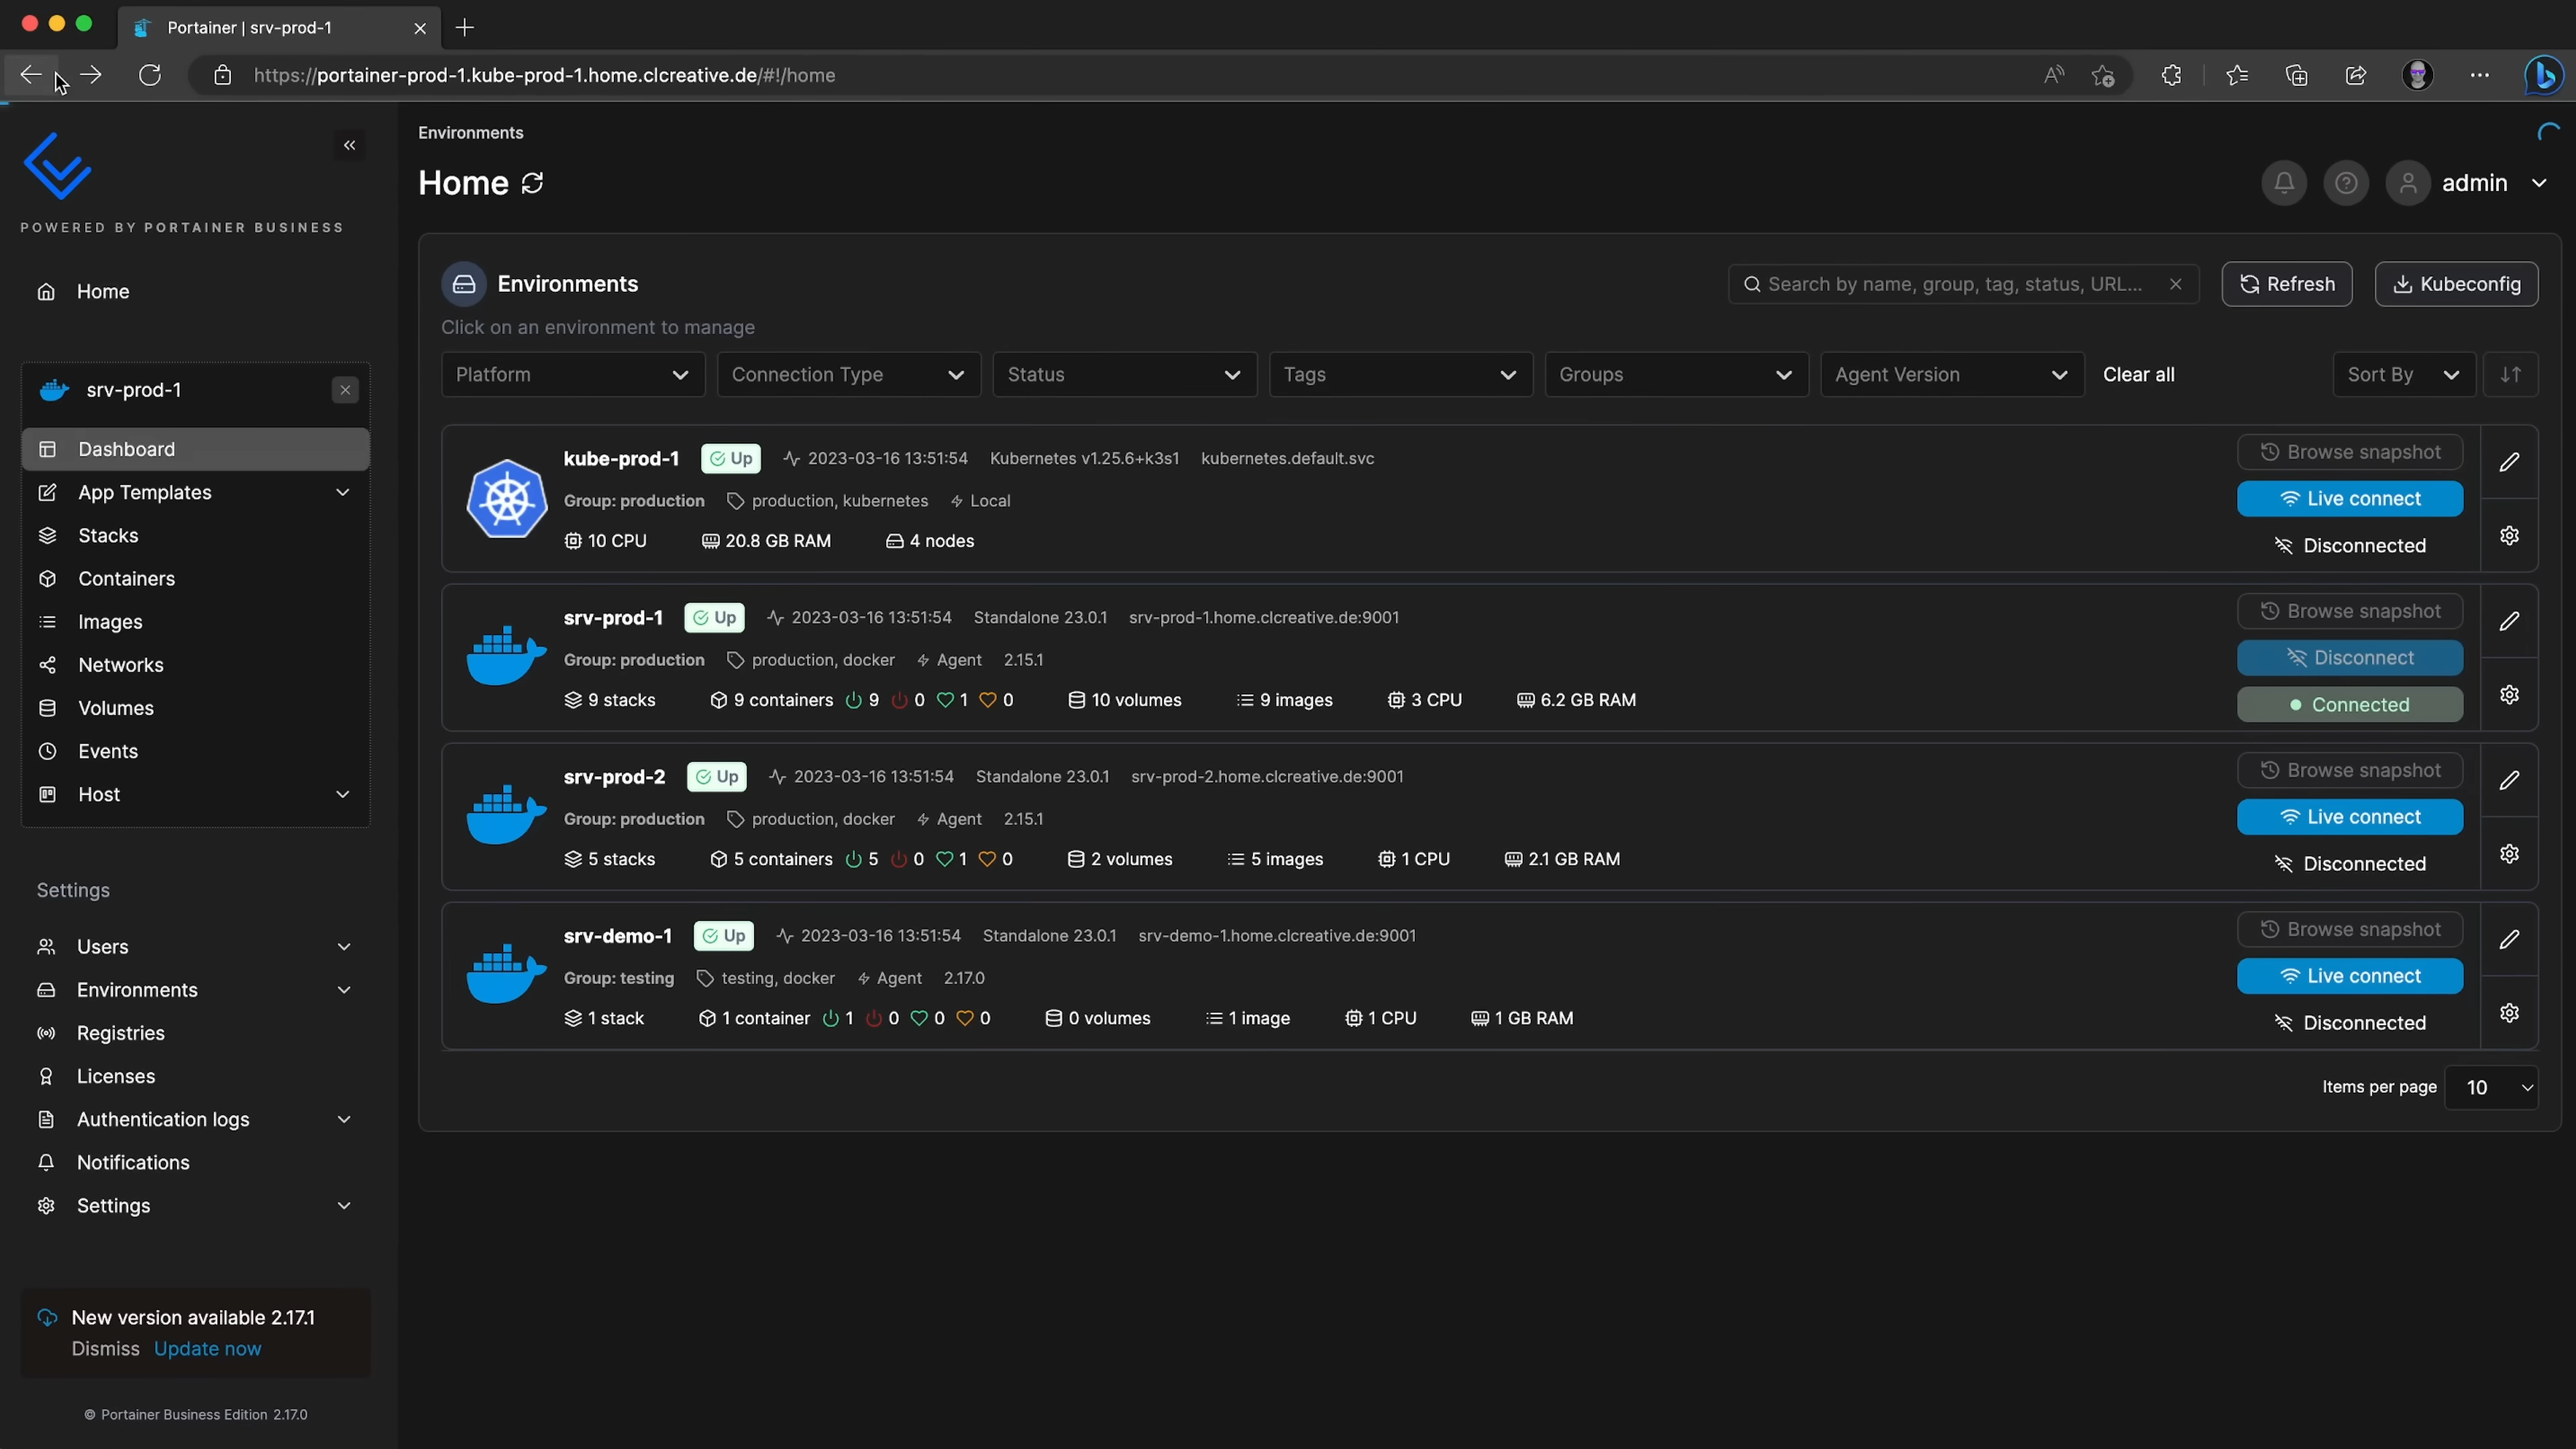 Portainer | srv-prod-1
https://portainer-prod-1.kube-prod-1.home.clcreative.de/#!/home
POWERED BY PORTAINER BUSINESS
Home
srv-prod-1
Dashboard
App Templates
Stacks
Containers
Images
Networks
Volumes
Events
Host
Settings
Users
Environments
Registries
Licenses
Authentication logs
Notifications
Settings
New version available 2.17.1
Dismiss Update now
© Portainer Business Edition 2.17.0
Environments
Home
admin
Environments
Search by name, group, tag, status, URL...
Refresh
Kubeconfig
Click on an environment to manage
Platform Connection Type Status Tags Groups Agent Version Clear all Sort By
kube-prod-1 Up 2023-03-16 13:51:54 Kubernetes v1.25.6+k3s1 kubernetes.default.svc
Group: production production, kubernetes Local
10 CPU 20.8 GB RAM 4 nodes
Browse snapshot
Live connect
Disconnected
srv-prod-1 Up 2023-03-16 13:51:54 Standalone 23.0.1 srv-prod-1.home.clcreative.de:9001
Group: production production, docker Agent 2.15.1
9 stacks 9 containers 9 0 1 0 10 volumes 9 images 3 CPU 6.2 GB RAM
Browse snapshot
Disconnect
Connected
srv-prod-2 Up 2023-03-16 13:51:54 Standalone 23.0.1 srv-prod-2.home.clcreative.de:9001
Group: production production, docker Agent 2.15.1
5 stacks 5 containers 5 0 1 0 2 volumes 5 images 1 CPU 2.1 GB RAM
Browse snapshot
Live connect
Disconnected
srv-demo-1 Up 2023-03-16 13:51:54 Standalone 23.0.1 srv-demo-1.home.clcreative.de:9001
Group: testing testing, docker Agent 2.17.0
1 stack 1 container 1 0 0 0 0 volumes 1 image 1 CPU 1 GB RAM
Browse snapshot
Live connect
Disconnected
Items per page 10